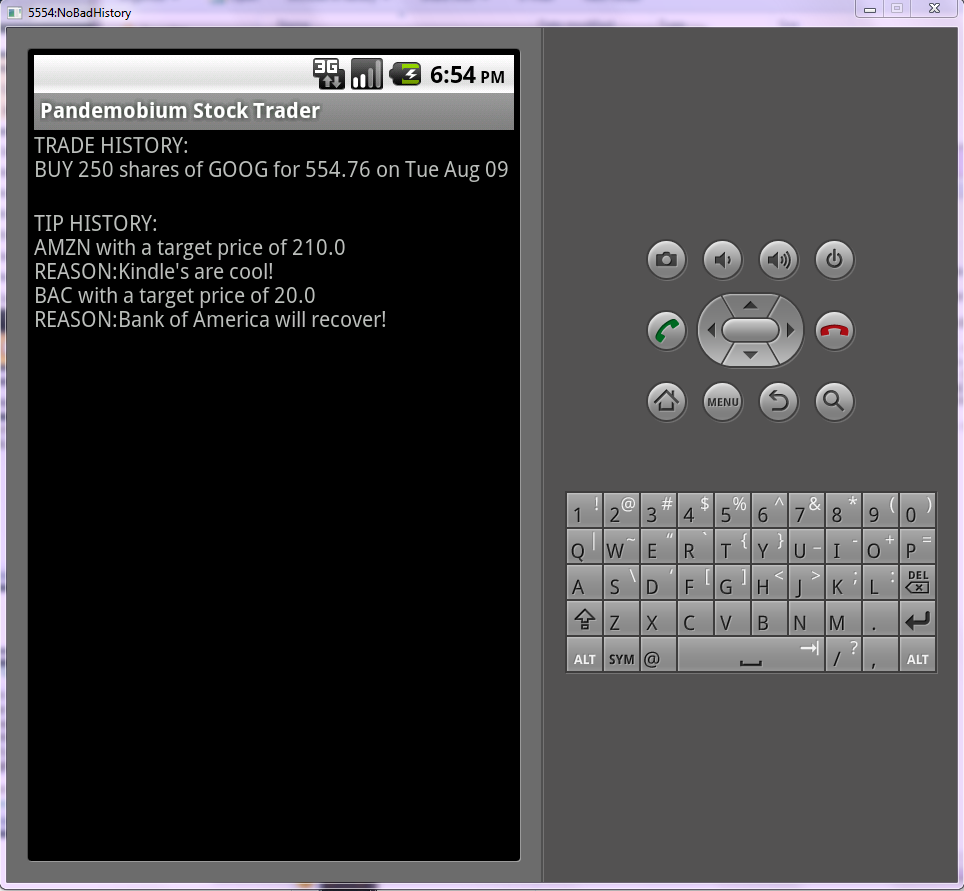 5554:NoBadHistory
3G 6:54 PM
Pandemobium Stock Trader
TRADE HISTORY:
BUY 250 shares of GOOG for 554.76 on Tue Aug 09
TIP HISTORY:
AMZN with a target price of 210.0
REASON:Kindle's are cool!
BAC with a target price of 20.0
REASON:Bank of America will recover!
MENU
1 ! 2 @ 3 # 4 $ 5 % 6 ^ 7 & 8 * 9 ( 0 )
Q | W ~ E “ R ` T { Y } U _ I - O + P =
A S \ D ‘ F [ G ] H < J > K ; L : DEL
Z X C V B N M .
ALT SYM @ / ? , ALT